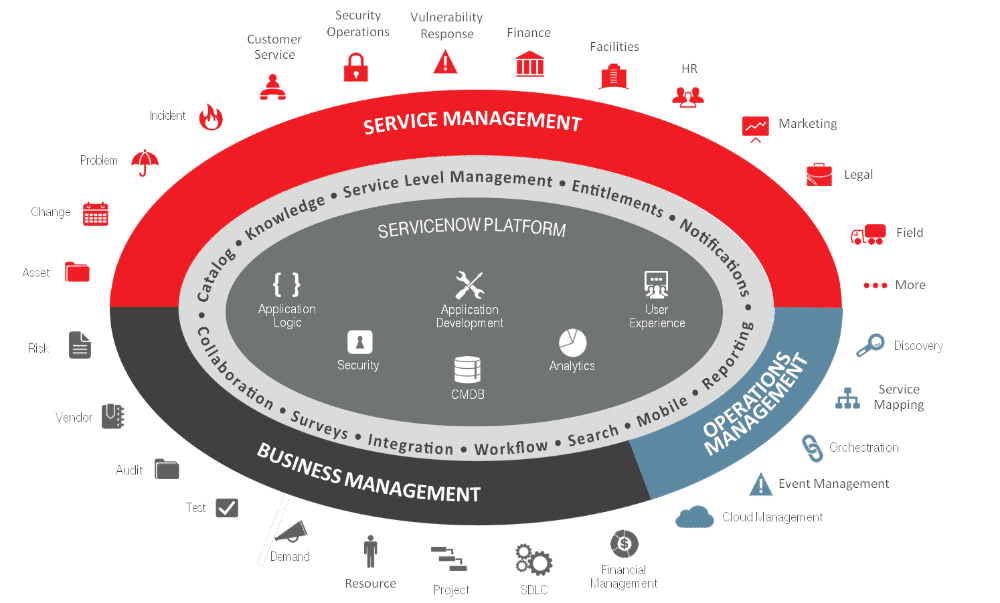 Security
Operations
Vulnerability
Response
Finance
Customer
Service
Facilities
HR
Incident
Marketing
Problem
Legal
Change
Field
Asset
More
Risk
Discovery
Vendor
Service
Mapping
Audit
Orchestration
Test
Event Management
Demand
Cloud Management
Resource
Project
SDLC
Financial
Management
SERVICE MANAGEMENT
• Catalog • Knowledge • Service Level Management • Entitlements • Notifications •
• Collaboration • Surveys • Integration • Workflow • Search • Mobile • Reporting
SERVICENOW PLATFORM
{ }
Application
Logic
Application
Development
User
Experience
Security
CMDB
Analytics
BUSINESS MANAGEMENT
OPERATIONS
MANAGEMENT